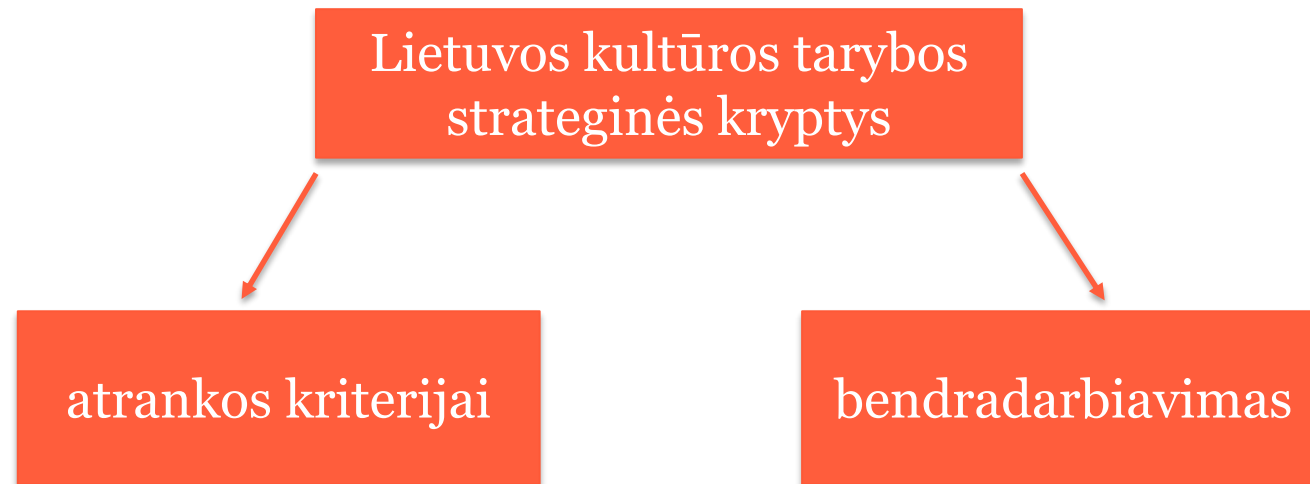 Lietuvos kultūros tarybos
strateginės kryptys
atrankos kriterijai
bendradarbiavimas